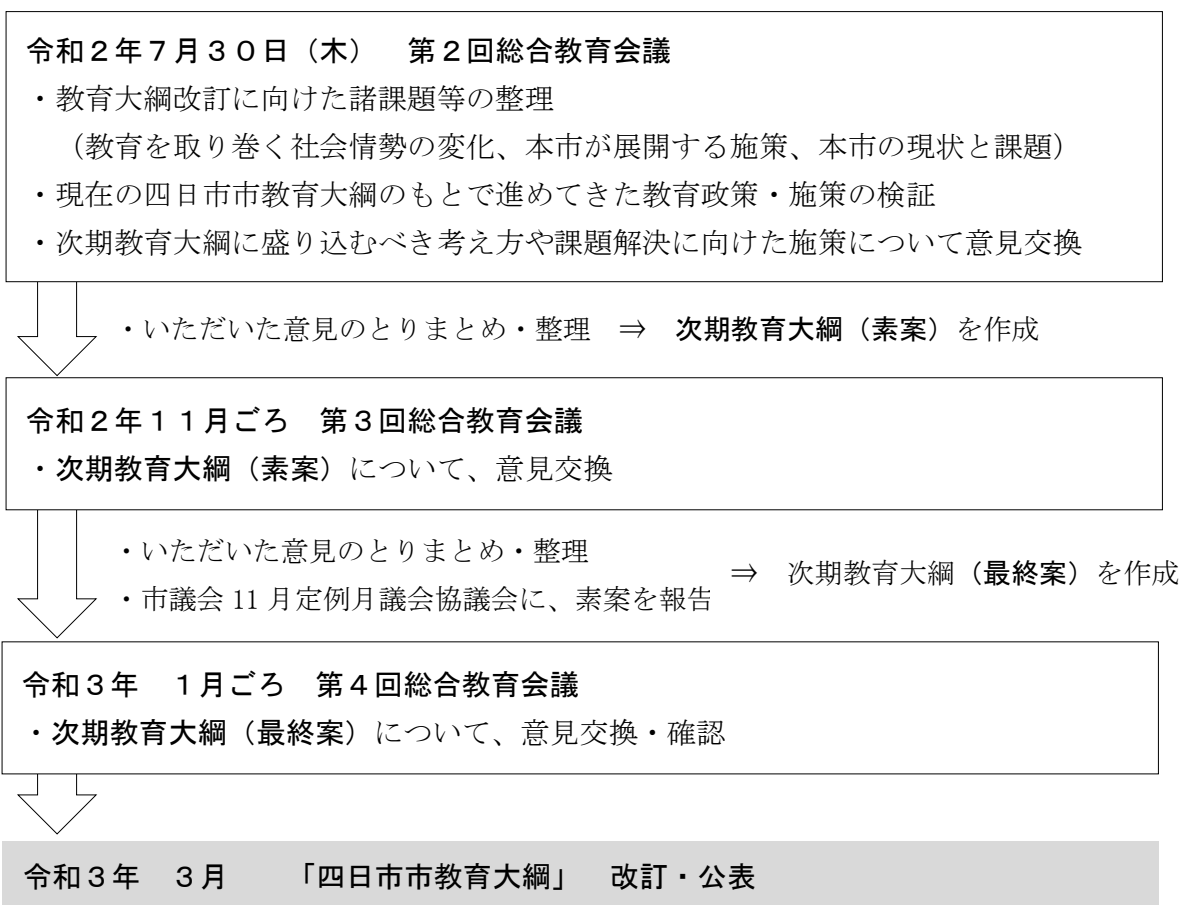 令和２年７月３０日（木）　第２回総合教育会議
・教育大綱改訂に向けた諸課題等の整理
（教育を取り巻く社会情勢の変化、本市が展開する施策、本市の現状と課題）
・現在の四日市市教育大綱のもとで進めてきた教育政策・施策の検証
・次期教育大綱に盛り込むべき考え方や課題解決に向けた施策について意見交換
・いただいた意見のとりまとめ・整理　⇒　次期教育大綱（素案）を作成
令和２年１１月ごろ　第３回総合教育会議
・次期教育大綱（素案）について、意見交換
・いただいた意見のとりまとめ・整理
・市議会 11 月定例月議会協議会に、素案を報告
⇒　次期教育大綱（最終案）を作成
令和３年　１月ごろ　第４回総合教育会議
・次期教育大綱（最終案）について、意見交換・確認
令和３年　３月　　「四日市市教育大綱」　改訂・公表